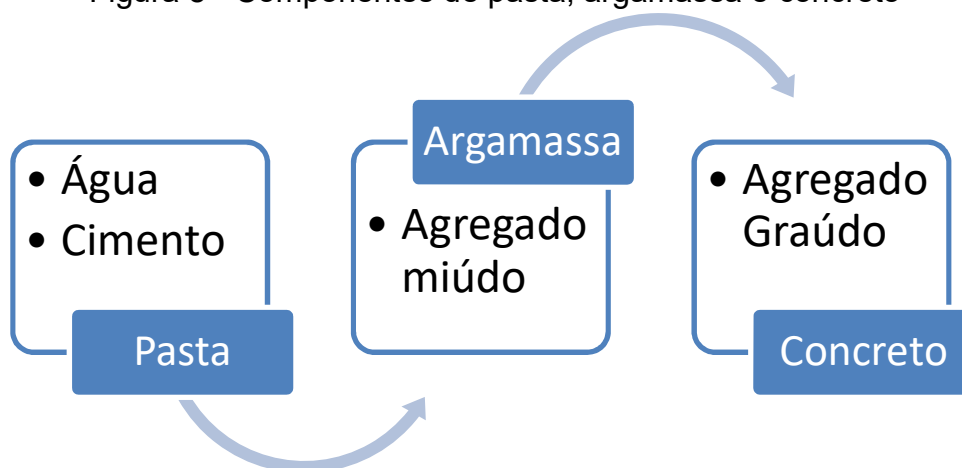 • Água
• Cimento
Pasta
Argamassa
• Agregado
miúdo
• Agregado
Graúdo
Concreto